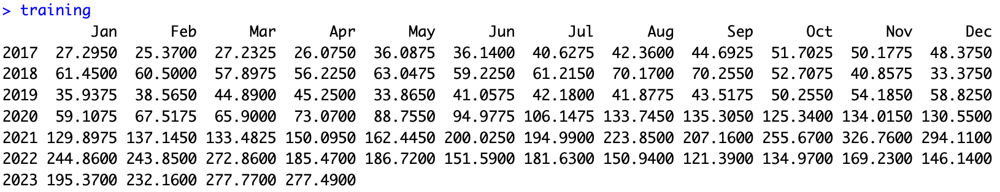 > training
Jan Feb Mar Apr May Jun Jul Aug Sep Oct Nov Dec
2017 27.2950 25.3700 27.2325 26.0750 36.0875 36.1400 40.6275 42.3600 44.6925 51.7025 50.1775 48.3750
2018 61.4500 60.5000 57.8975 56.2250 63.0475 59.2250 61.2150 70.1700 70.2550 52.7075 40.8575 33.3750
2019 35.9375 38.5650 44.8900 45.2500 33.8650 41.0575 42.1800 41.8775 43.5175 50.2550 54.1850 58.8250
2020 59.1075 67.5175 65.9000 73.0700 88.7550 94.9775 106.1475 133.7450 135.3050 125.3400 134.0150 130.5500
2021 129.8975 137.1450 133.4825 150.0950 162.4450 200.0250 194.9900 223.8500 207.1600 255.6700 326.7600 294.1100
2022 244.8600 243.8500 272.8600 185.4700 186.7200 151.5900 181.6300 150.9400 121.3900 134.9700 169.2300 146.1400
2023 195.3700 232.1600 277.7700 277.4900